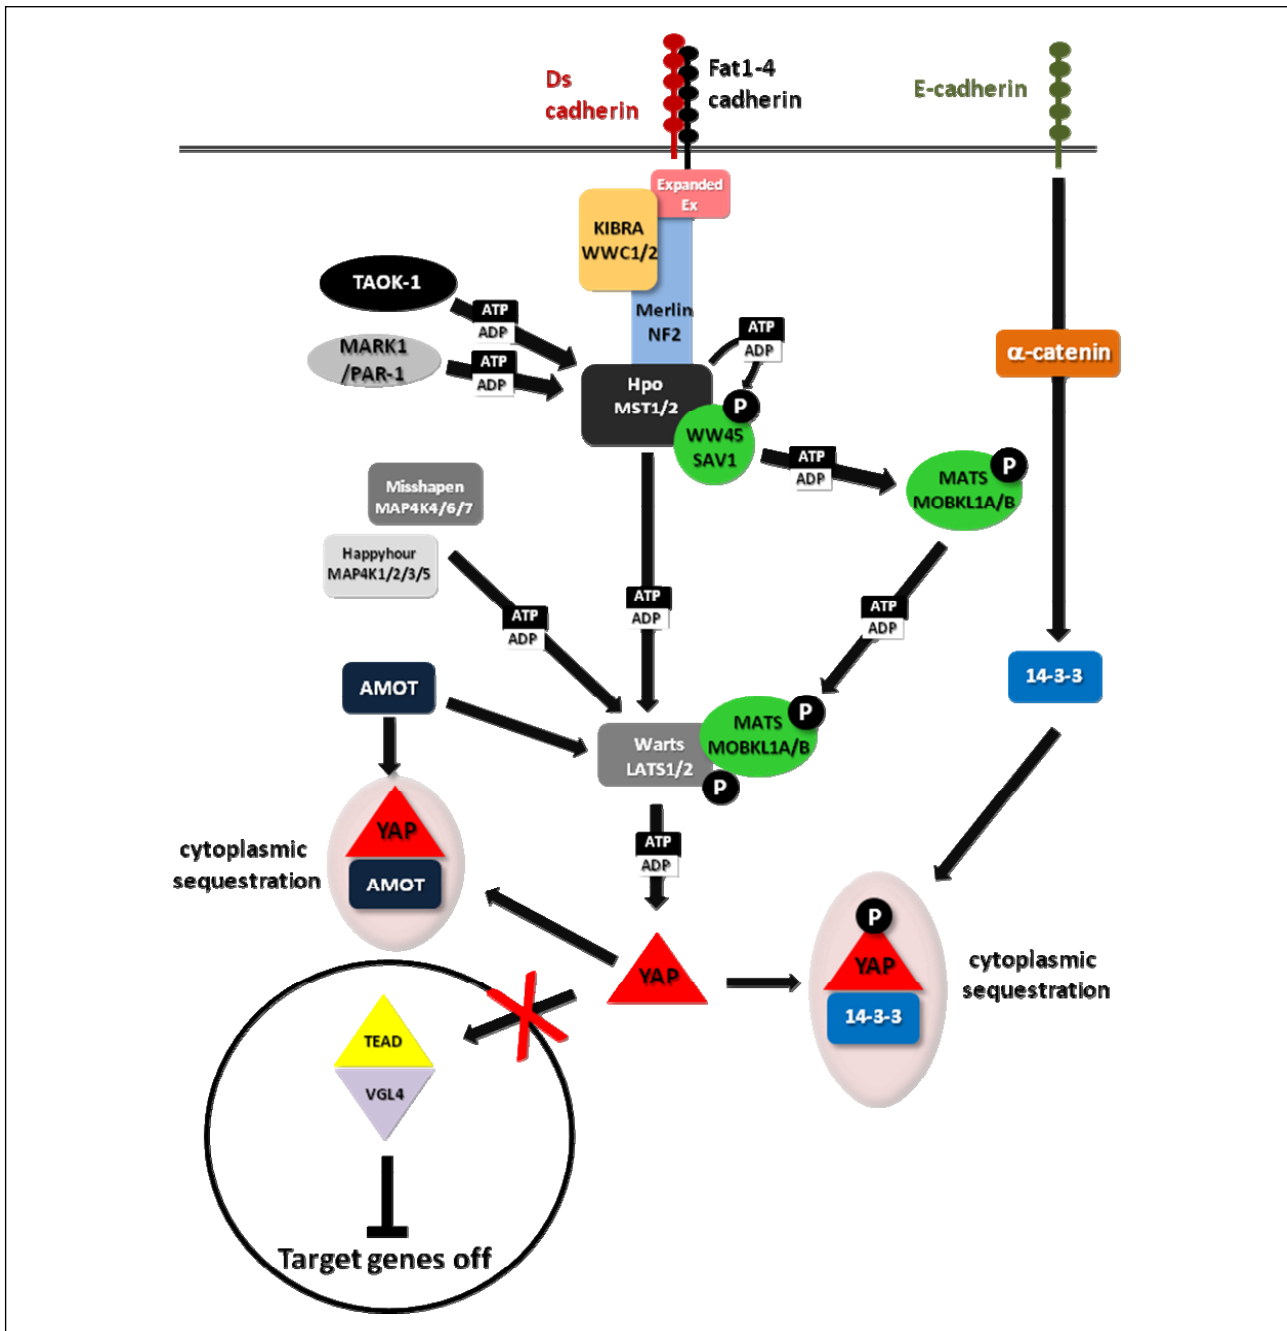 Ds
cadherin
Fat1-4
cadherin
E-cadherin
Expanded
Ex
KIBRA
WWC1/2
TAOK-1
ATP
ADP
Merlin
NF2
ATP
ADP
MARK1
/PAR-1
ATP
ADP
α-catenin
Hpo
MST1/2
P
WW45
SAV1
ATP
ADP
P
MATS
MOBKL1A/B
Misshapen
MAP4K4/6/7
Happyhour
MAP4K1/2/3/5
ATP
ADP
ATP
ADP
ATP
ADP
14-3-3
AMOT
P
MATS
MOBKL1A/B
Warts
LATS1/2
P
YAP
AMOT
cytoplasmic
sequestration
ATP
ADP
P
YAP
14-3-3
cytoplasmic
sequestration
YAP
TEAD
VGL4
Target genes off